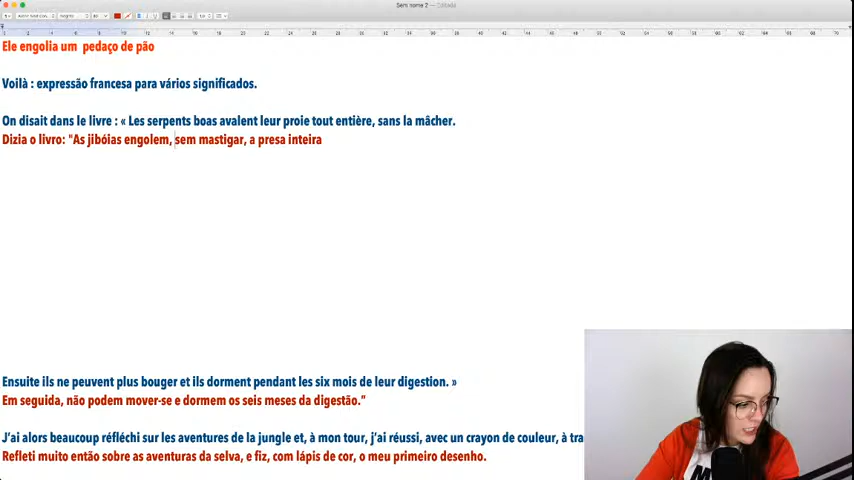 Sem nome 2 — Editada
Ele engolia um pedaço de pão
Voilà : expressão francesa para vários significados.
On disait dans le livre : « Les serpents boas avalent leur proie tout entière, sans la mâcher.
Dizia o livro: "As jibóias engolem, sem mastigar, a presa inteira
Ensuite ils ne peuvent plus bouger et ils dorment pendant les six mois de leur digestion. »
Em seguida, não podem mover-se e dormem os seis meses da digestão."
J'ai alors beaucoup réfléchi sur les aventures de la jungle et, à mon tour, j'ai réussi, avec un crayon de couleur, à tra
Refleti muito então sobre as aventuras da selva, e fiz, com lápis de cor, o meu primeiro desenho.